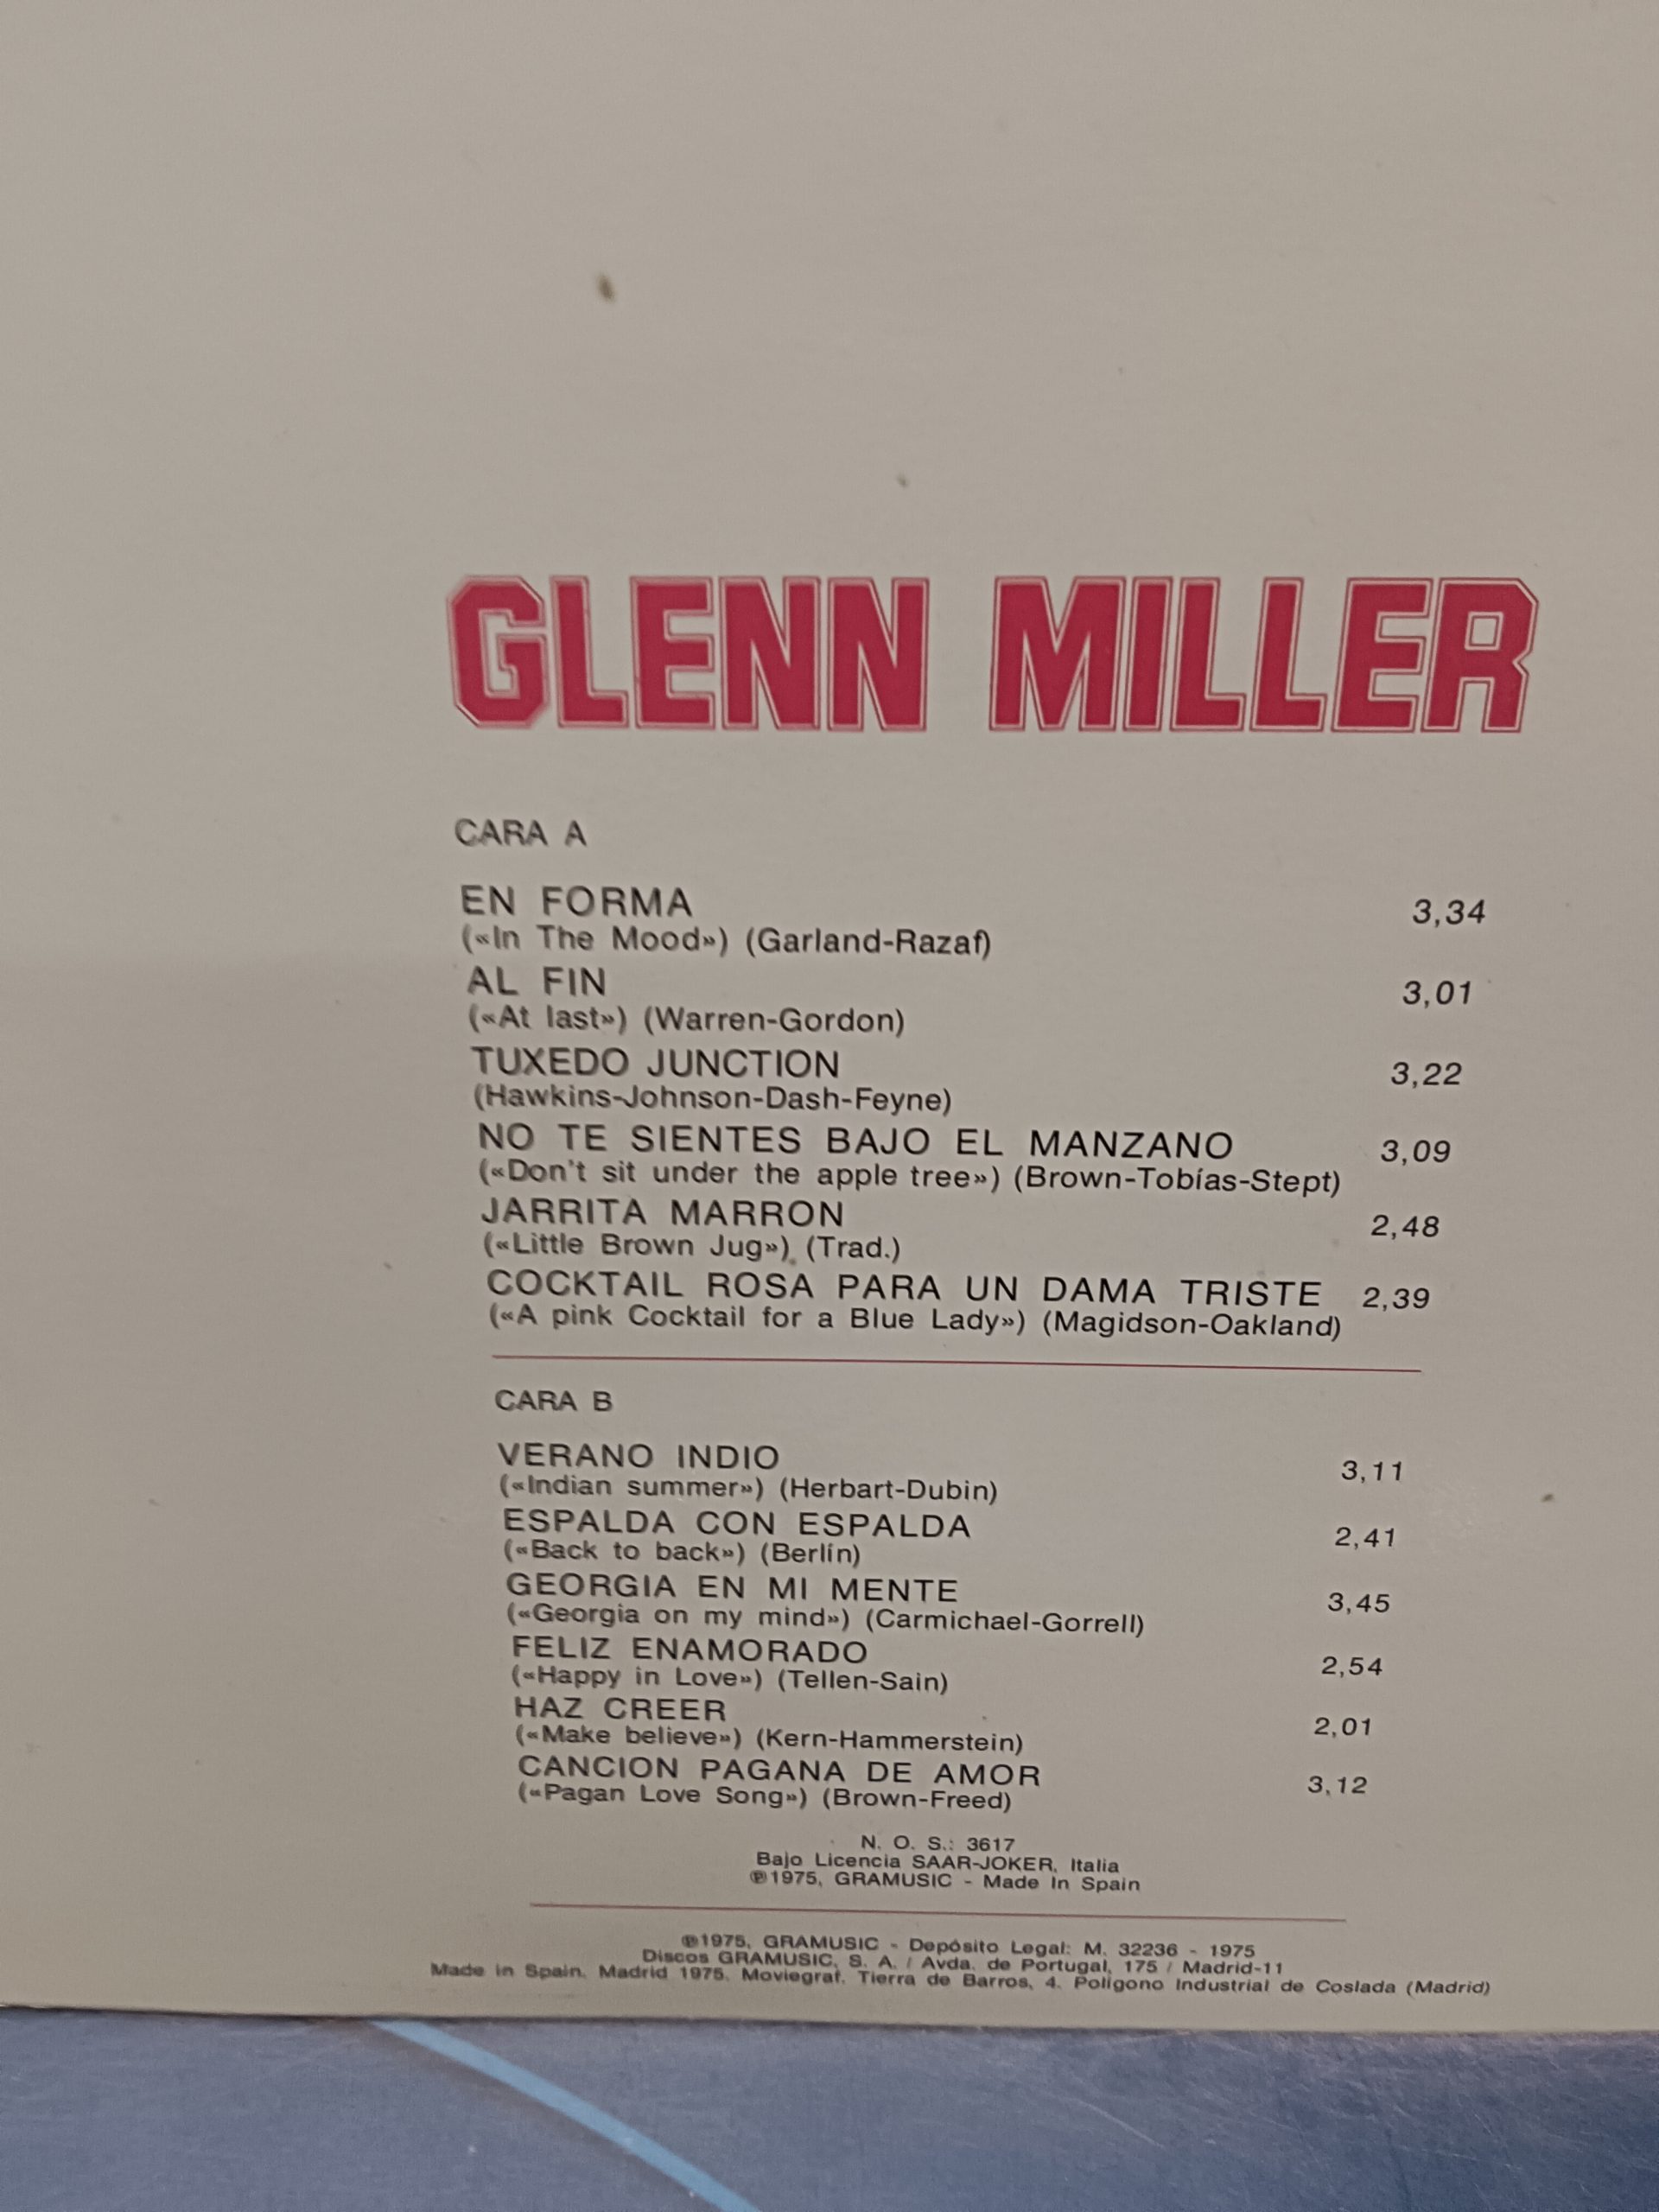 GLENN MILLER
CARA A
EN FORMA 3,34
(«In The Mood») (Garland-Razaf)
AL FIN 3,01
(«At last») (Warren-Gordon)
TUXEDO JUNCTION 3,22
(Hawkins-Johnson-Dash-Feyne)
NO TE SIENTES BAJO EL MANZANO 3,09
(«Don't sit under the apple tree») (Brown-Tobías-Stept)
JARRITA MARRON 2,48
(«Little Brown Jug»), (Trad.)
COCKTAIL ROSA PARA UN DAMA TRISTE 2,39
(«A pink Cocktail for a Blue Lady») (Magidson-Oakland)
CARA B
VERANO INDIO 3,11
(«Indian summer») (Herbart-Dubin)
ESPALDA CON ESPALDA 2,41
(«Back to back») (Berlín)
GEORGIA EN MI MENTE 3,45
(«Georgia on my mind») (Carmichael-Gorrell)
FELIZ ENAMORADO 2,54
(«Happy in Love») (Tellen-Sain)
HAZ CREER 2,01
(«Make believe») (Kern-Hammerstein)
CANCION PAGANA DE AMOR 3,12
(«Pagan Love Song») (Brown-Freed)
N. O. S.: 3617
Bajo Licencia SAAR-JOKER, Italia
℗1975, GRAMUSIC - Made In Spain
℗1975, GRAMUSIC - Depósito Legal: M. 32236 - 1975
Discos GRAMUSIC, S. A. / Avda. de Portugal, 175 / Madrid-11
Made in Spain. Madrid 1975. Moviegraf. Tierra de Barros, 4. Polígono Industrial de Coslada (Madrid)